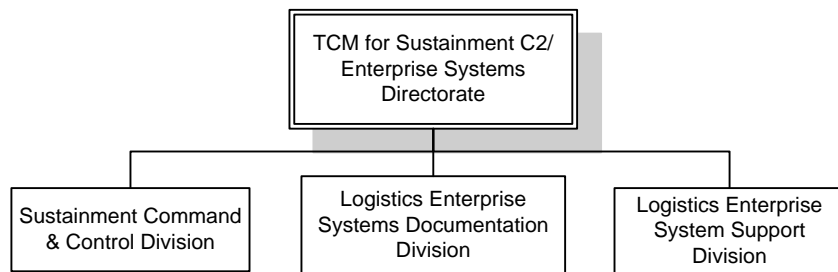 TCM for Sustainment C2/
Enterprise Systems
Directorate
Sustainment Command
& Control Division
Logistics Enterprise
Systems Documentation
Division
Logistics Enterprise
System Support
Division